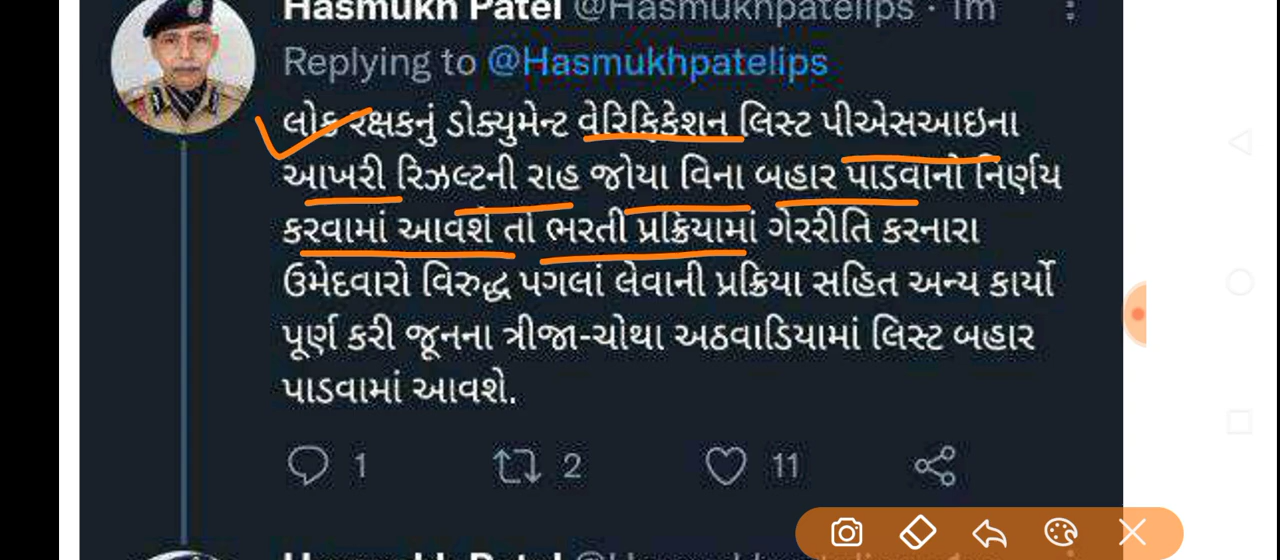 Hasmukh Patel @Hasmukhpatelips · 1m
Replying to @Hasmukhpatelips
લોક રક્ષકનું ડોક્યુમેન્ટ વેરિફિકેશન લિસ્ટ પીએસઆઇના
આખરી રિઝલ્ટની રાહ જોયા વિના બહાર પાડવાનો નિર્ણય
કરવામાં આવશે તો ભરતી પ્રક્રિયામાં ગેરરીતિ કરનારા
ઉમેદવારો વિરુદ્ધ પગલાં લેવાની પ્રક્રિયા સહિત અન્ય કાર્યો
પૂર્ણ કરી જૂનના ત્રીજા-ચોથા અઠવાડિયામાં લિસ્ટ બહાર
પાડવામાં આવશે.
1 2 11